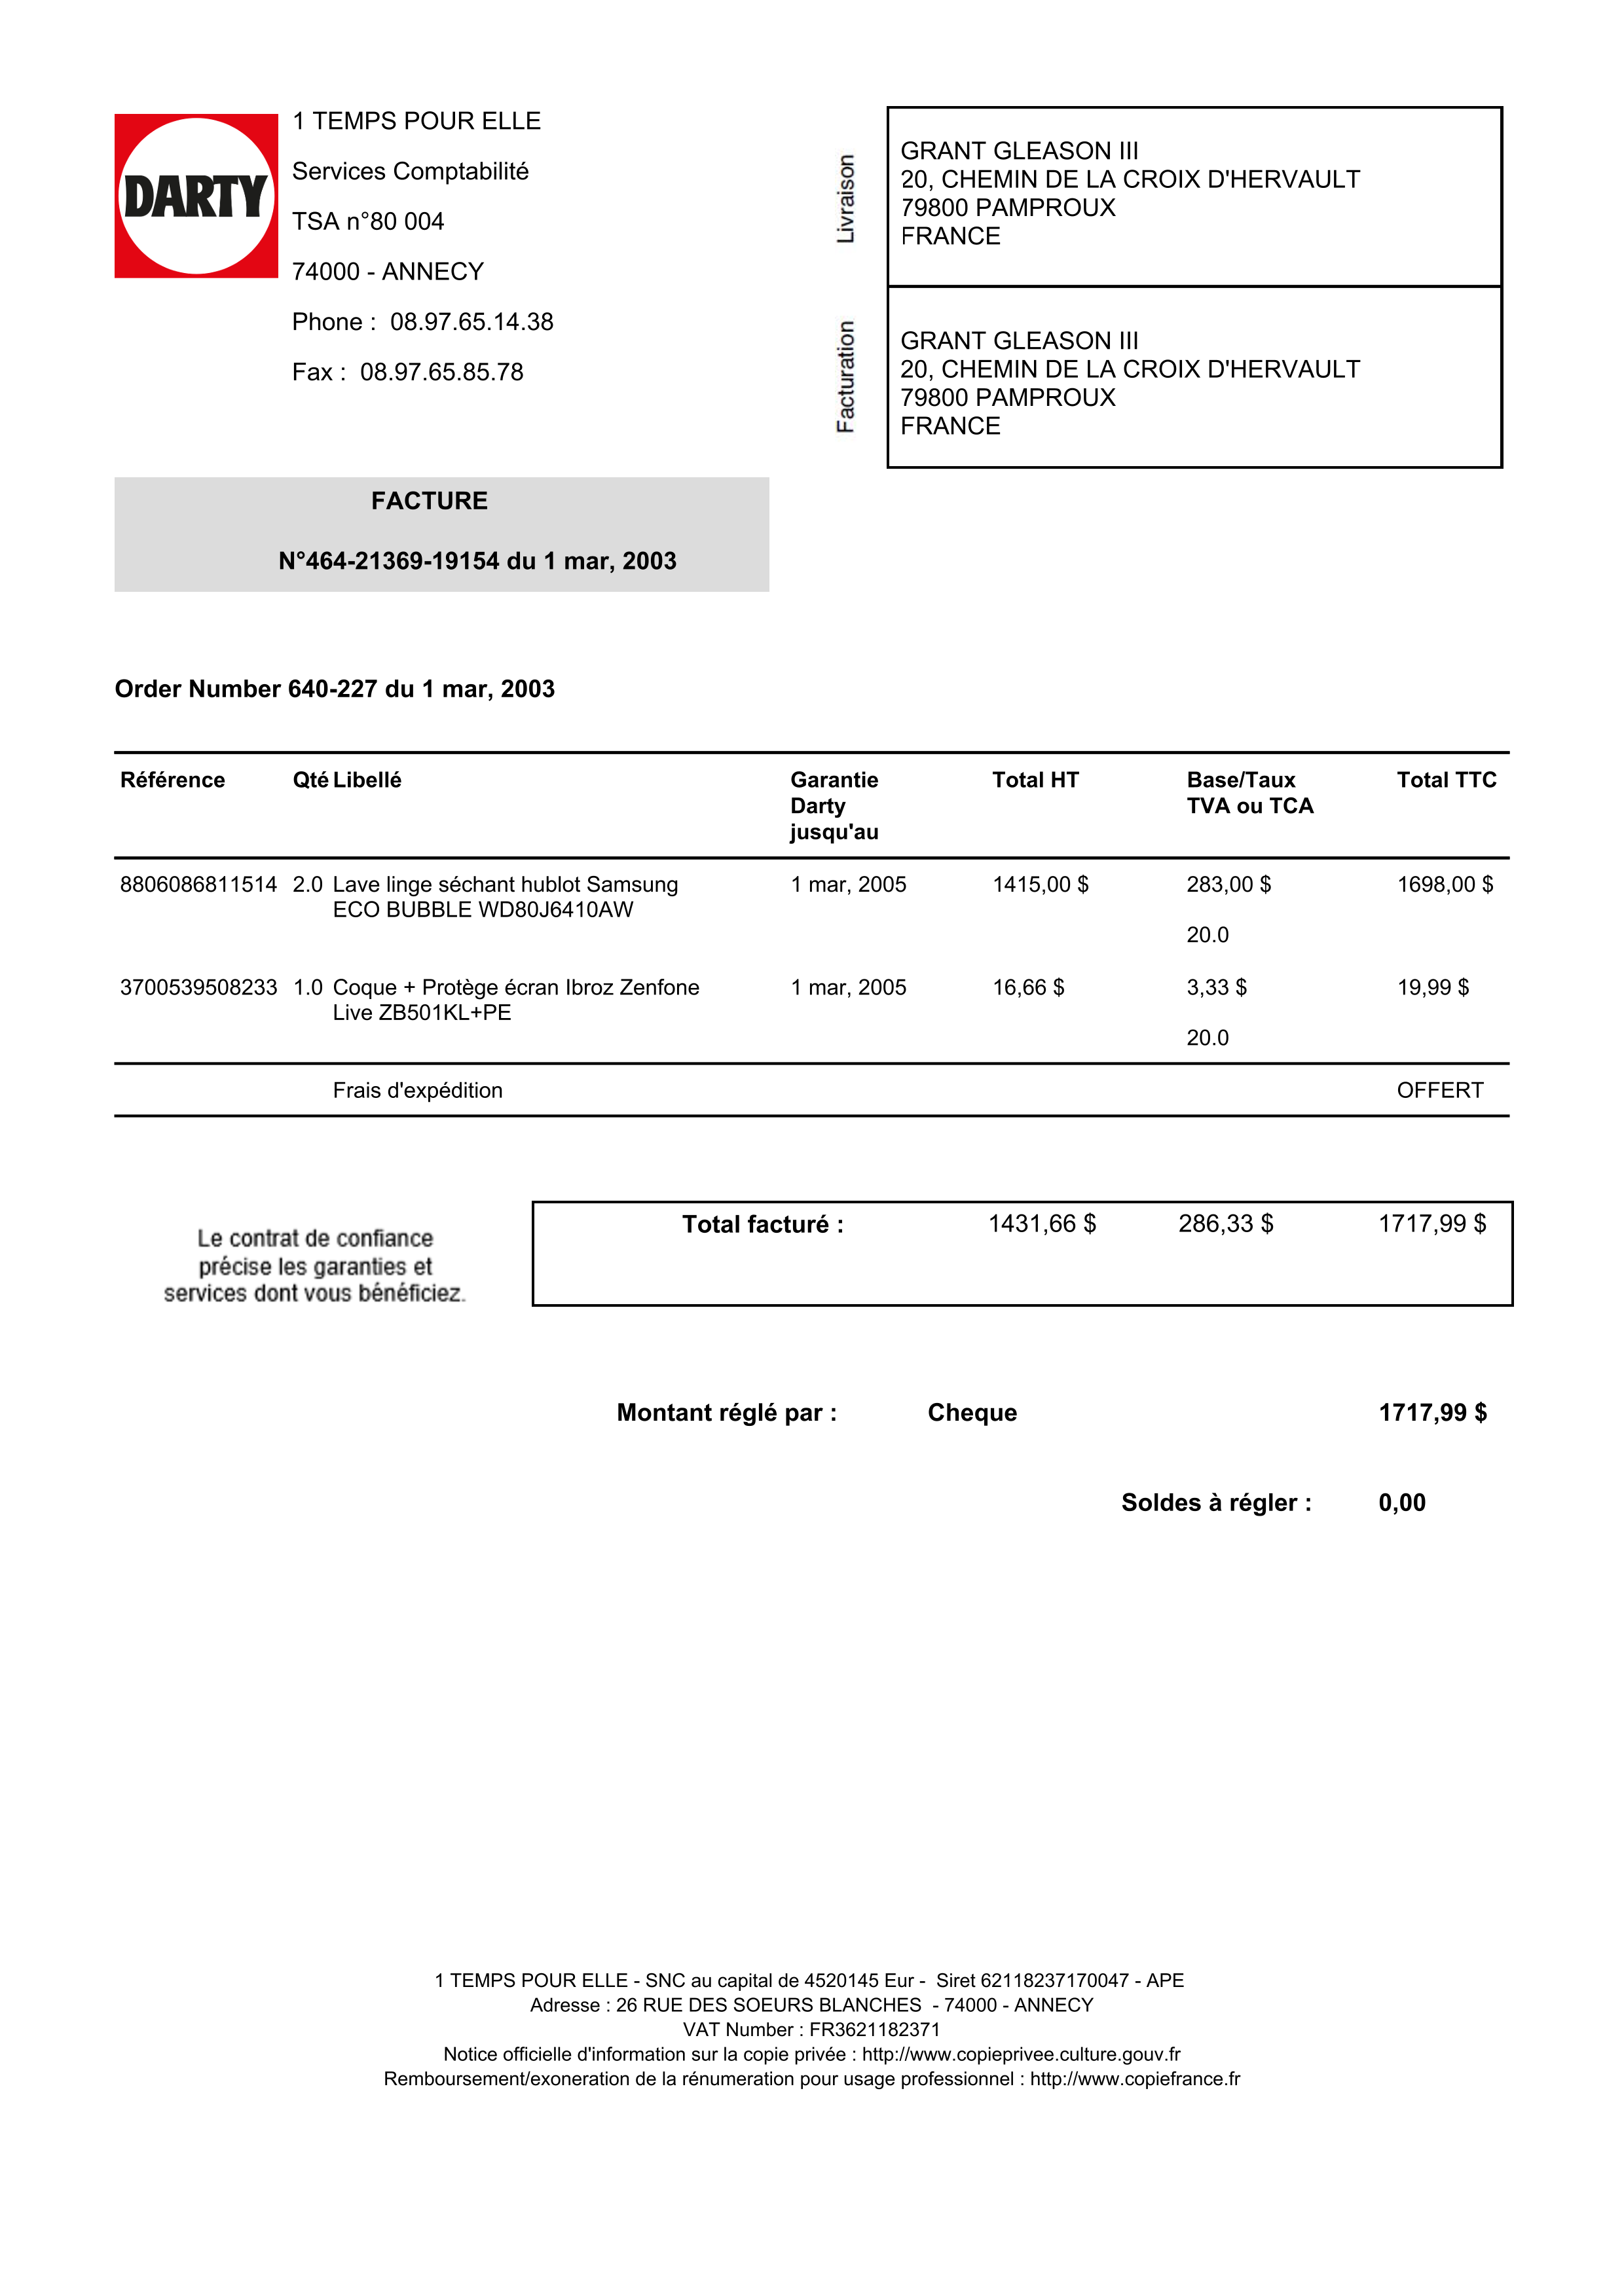 DARTY
1 TEMPS POUR ELLE
Services Comptabilité
TSA n°80 004
74000 - ANNECY
Phone : 08.97.65.14.38
Fax : 08.97.65.85.78
Livraison
GRANT GLEASON III
20, CHEMIN DE LA CROIX D'HERVAULT
79800 PAMPROUX
FRANCE
Facturation
GRANT GLEASON III
20, CHEMIN DE LA CROIX D'HERVAULT
79800 PAMPROUX
FRANCE
FACTURE
N°464-21369-19154 du 1 mar, 2003
Order Number 640-227 du 1 mar, 2003
Référence Qté Libellé Garantie Total HT Base/Taux Total TTC
Darty TVA ou TCA
jusqu'au
8806086811514 2.0 Lave linge séchant hublot Samsung 1 mar, 2005 1415,00 $ 283,00 $ 1698,00 $
ECO BUBBLE WD80J6410AW
20.0
3700539508233 1.0 Coque + Protège écran Ibroz Zenfone 1 mar, 2005 16,66 $ 3,33 $ 19,99 $
Live ZB501KL+PE
20.0
Frais d'expédition OFFERT
Le contrat de confiance
précise les garanties et
services dont vous bénéficiez.
Total facturé : 1431,66 $ 286,33 $ 1717,99 $
Montant réglé par : Cheque 1717,99 $
Soldes à régler : 0,00
1 TEMPS POUR ELLE - SNC au capital de 4520145 Eur - Siret 62118237170047 - APE
Adresse : 26 RUE DES SOEURS BLANCHES - 74000 - ANNECY
VAT Number : FR3621182371
Notice officielle d'information sur la copie privée : http://www.copieprivee.culture.gouv.fr
Remboursement/exoneration de la rénumeration pour usage professionnel : http://www.copiefrance.fr